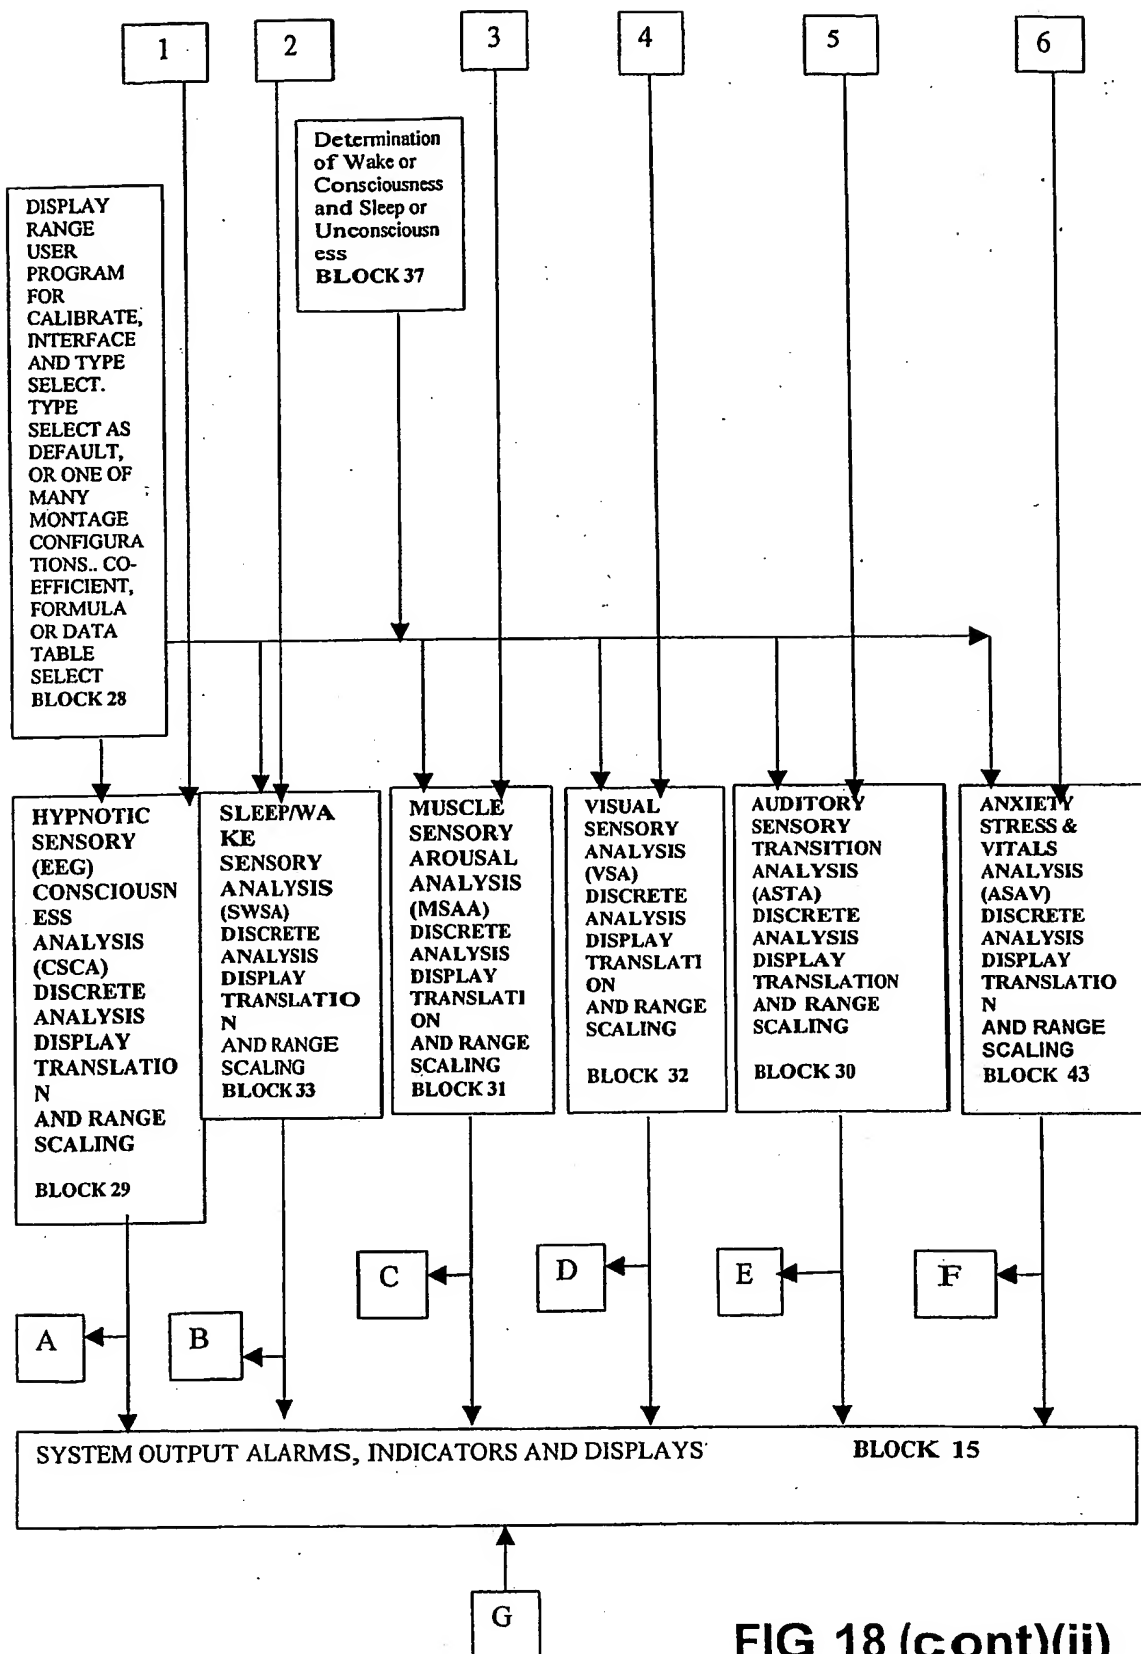 1
2
3
4
5
6
Determination
of Wake or
Consciousness
and Sleep or
Unconsciousn
ess
BLOCK 37
DISPLAY
RANGE
USER
PROGRAM
FOR
CALIBRATE,
INTERFACE
AND TYPE
SELECT.
TYPE
SELECT AS
DEFAULT,
OR ONE OF
MANY
MONTAGE
CONFIGURA
TIONS.. CO-
EFFICIENT,
FORMULA
OR DATA
TABLE
SELECT
BLOCK 28
HYPNOTIC
SENSORY
(EEG)
CONSCIOUSN
ESS
ANALYSIS
(CSCA)
DISCRETE
ANALYSIS
DISPLAY
TRANSLATIO
N
AND RANGE
SCALING
BLOCK 29
SLEEP/WA
KE
SENSORY
ANALYSIS
(SWSA)
DISCRETE
ANALYSIS
DISPLAY
TRANSLATIO
N
AND RANGE
SCALING
BLOCK 33
MUSCLE
SENSORY
AROUSAL
ANALYSIS
(MSAA)
DISCRETE
ANALYSIS
DISPLAY
TRANSLATI
ON
AND RANGE
SCALING
BLOCK 31
VISUAL
SENSORY
ANALYSIS
(VSA)
DISCRETE
ANALYSIS
DISPLAY
TRANSLATI
ON
AND RANGE
SCALING
BLOCK 32
AUDITORY
SENSORY
TRANSITION
ANALYSIS
(ASTA)
DISCRETE
ANALYSIS
DISPLAY
TRANSLATION
AND RANGE
SCALING
BLOCK 30
ANXIETY
STRESS &
VITALS
ANALYSIS
(ASAV)
DISCRETE
ANALYSIS
DISPLAY
TRANSLATIO
N
AND RANGE
SCALING
BLOCK 43
A
B
C
D
E
F
SYSTEM OUTPUT ALARMS, INDICATORS AND DISPLAYS BLOCK 15
G
FIG 18 (cont)(ii)